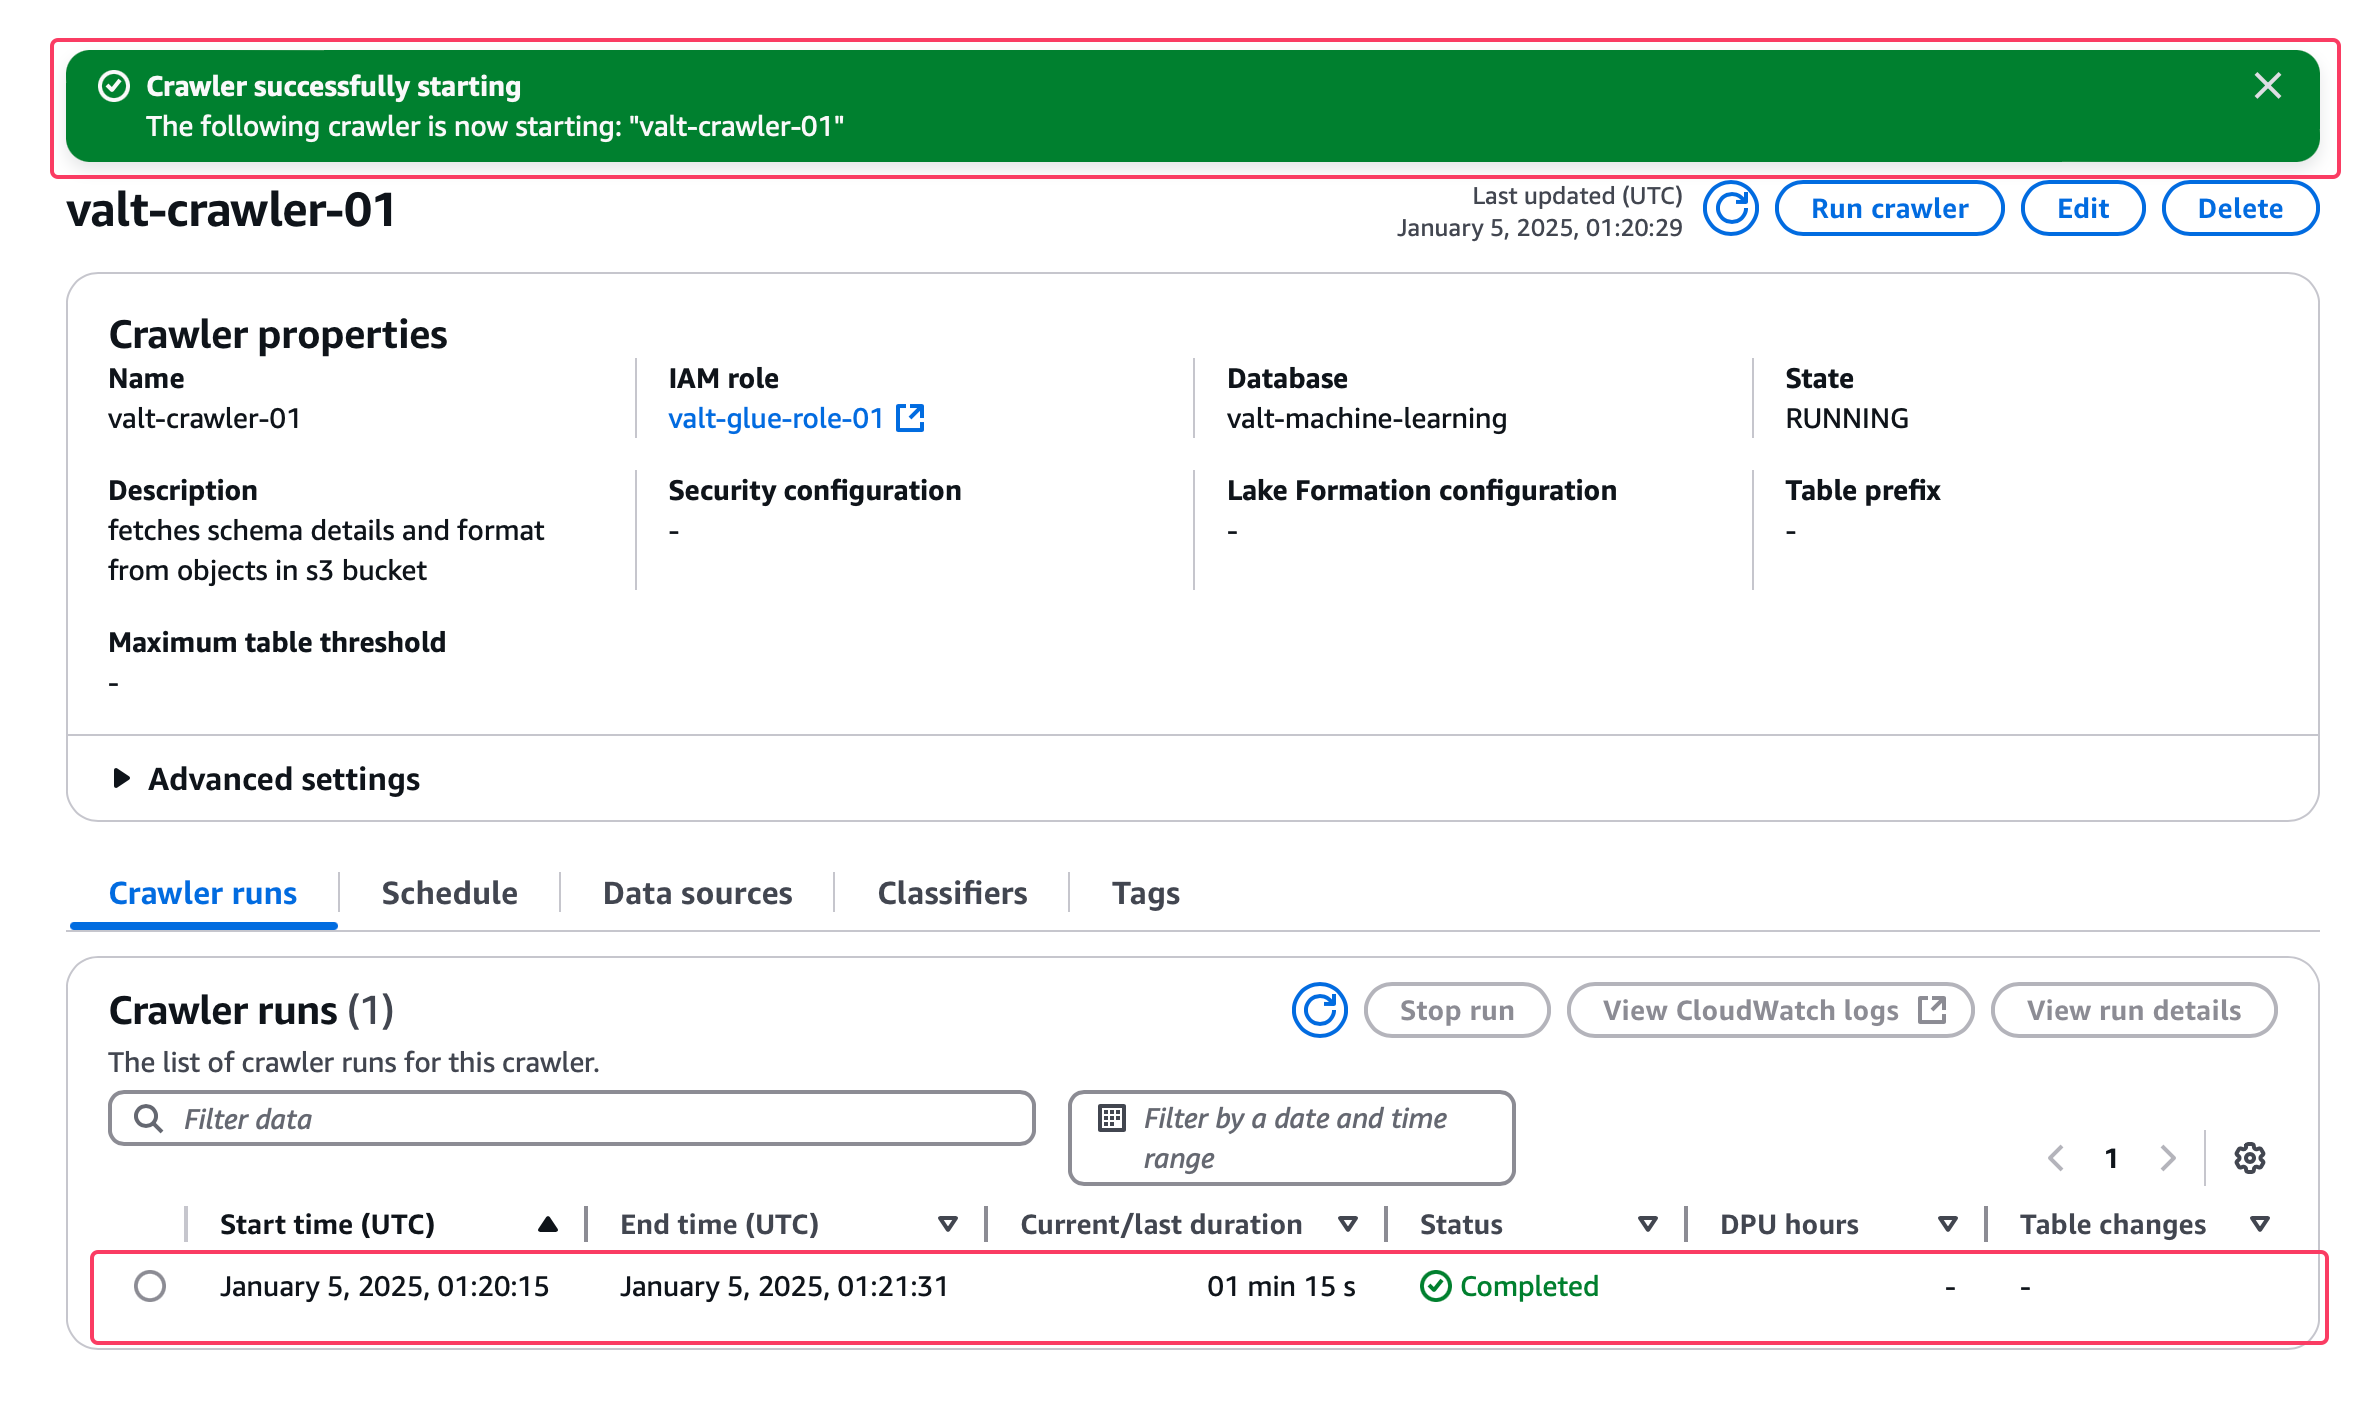 Crawler successfully starting
The following crawler is now starting: "valt-crawler-01"
valt-crawler-01
Last updated (UTC)
January 5, 2025, 01:20:29
Run crawler
Edit
Delete
Crawler properties
Name
valt-crawler-01
IAM role
valt-glue-role-01
Database
valt-machine-learning
State
RUNNING
Description
fetches schema details and format
from objects in s3 bucket
Security configuration
-
Lake Formation configuration
-
Table prefix
-
Maximum table threshold
-
Advanced settings
Crawler runs
Schedule
Data sources
Classifiers
Tags
Crawler runs (1)
The list of crawler runs for this crawler.
Stop run
View CloudWatch logs
View run details
Filter data
Filter by a date and time
range
1
Start time (UTC)
End time (UTC)
Current/last duration
Status
DPU hours
Table changes
January 5, 2025, 01:20:15
January 5, 2025, 01:21:31
01 min 15 s
Completed
-
-